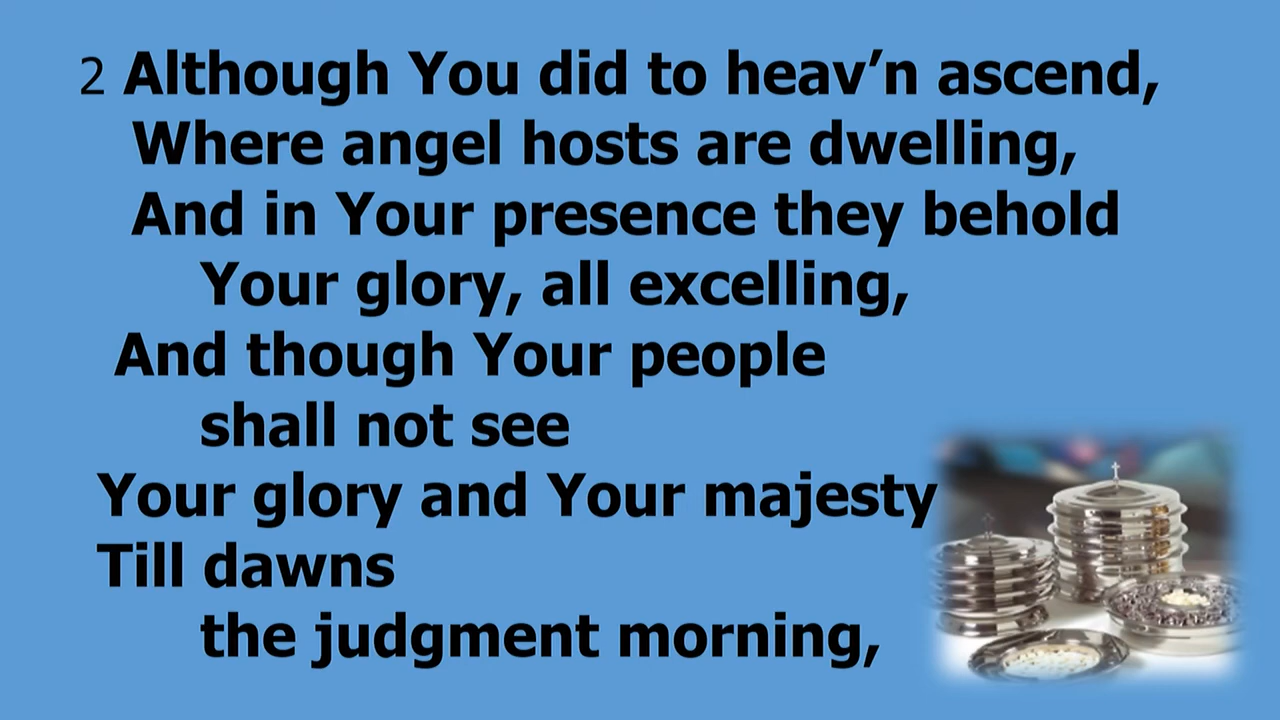 2 Although You did to heav’n ascend,
Where angel hosts are dwelling,
And in Your presence they behold
Your glory, all excelling,
And though Your people
shall not see
Your glory and Your majesty
Till dawns
the judgment morning,